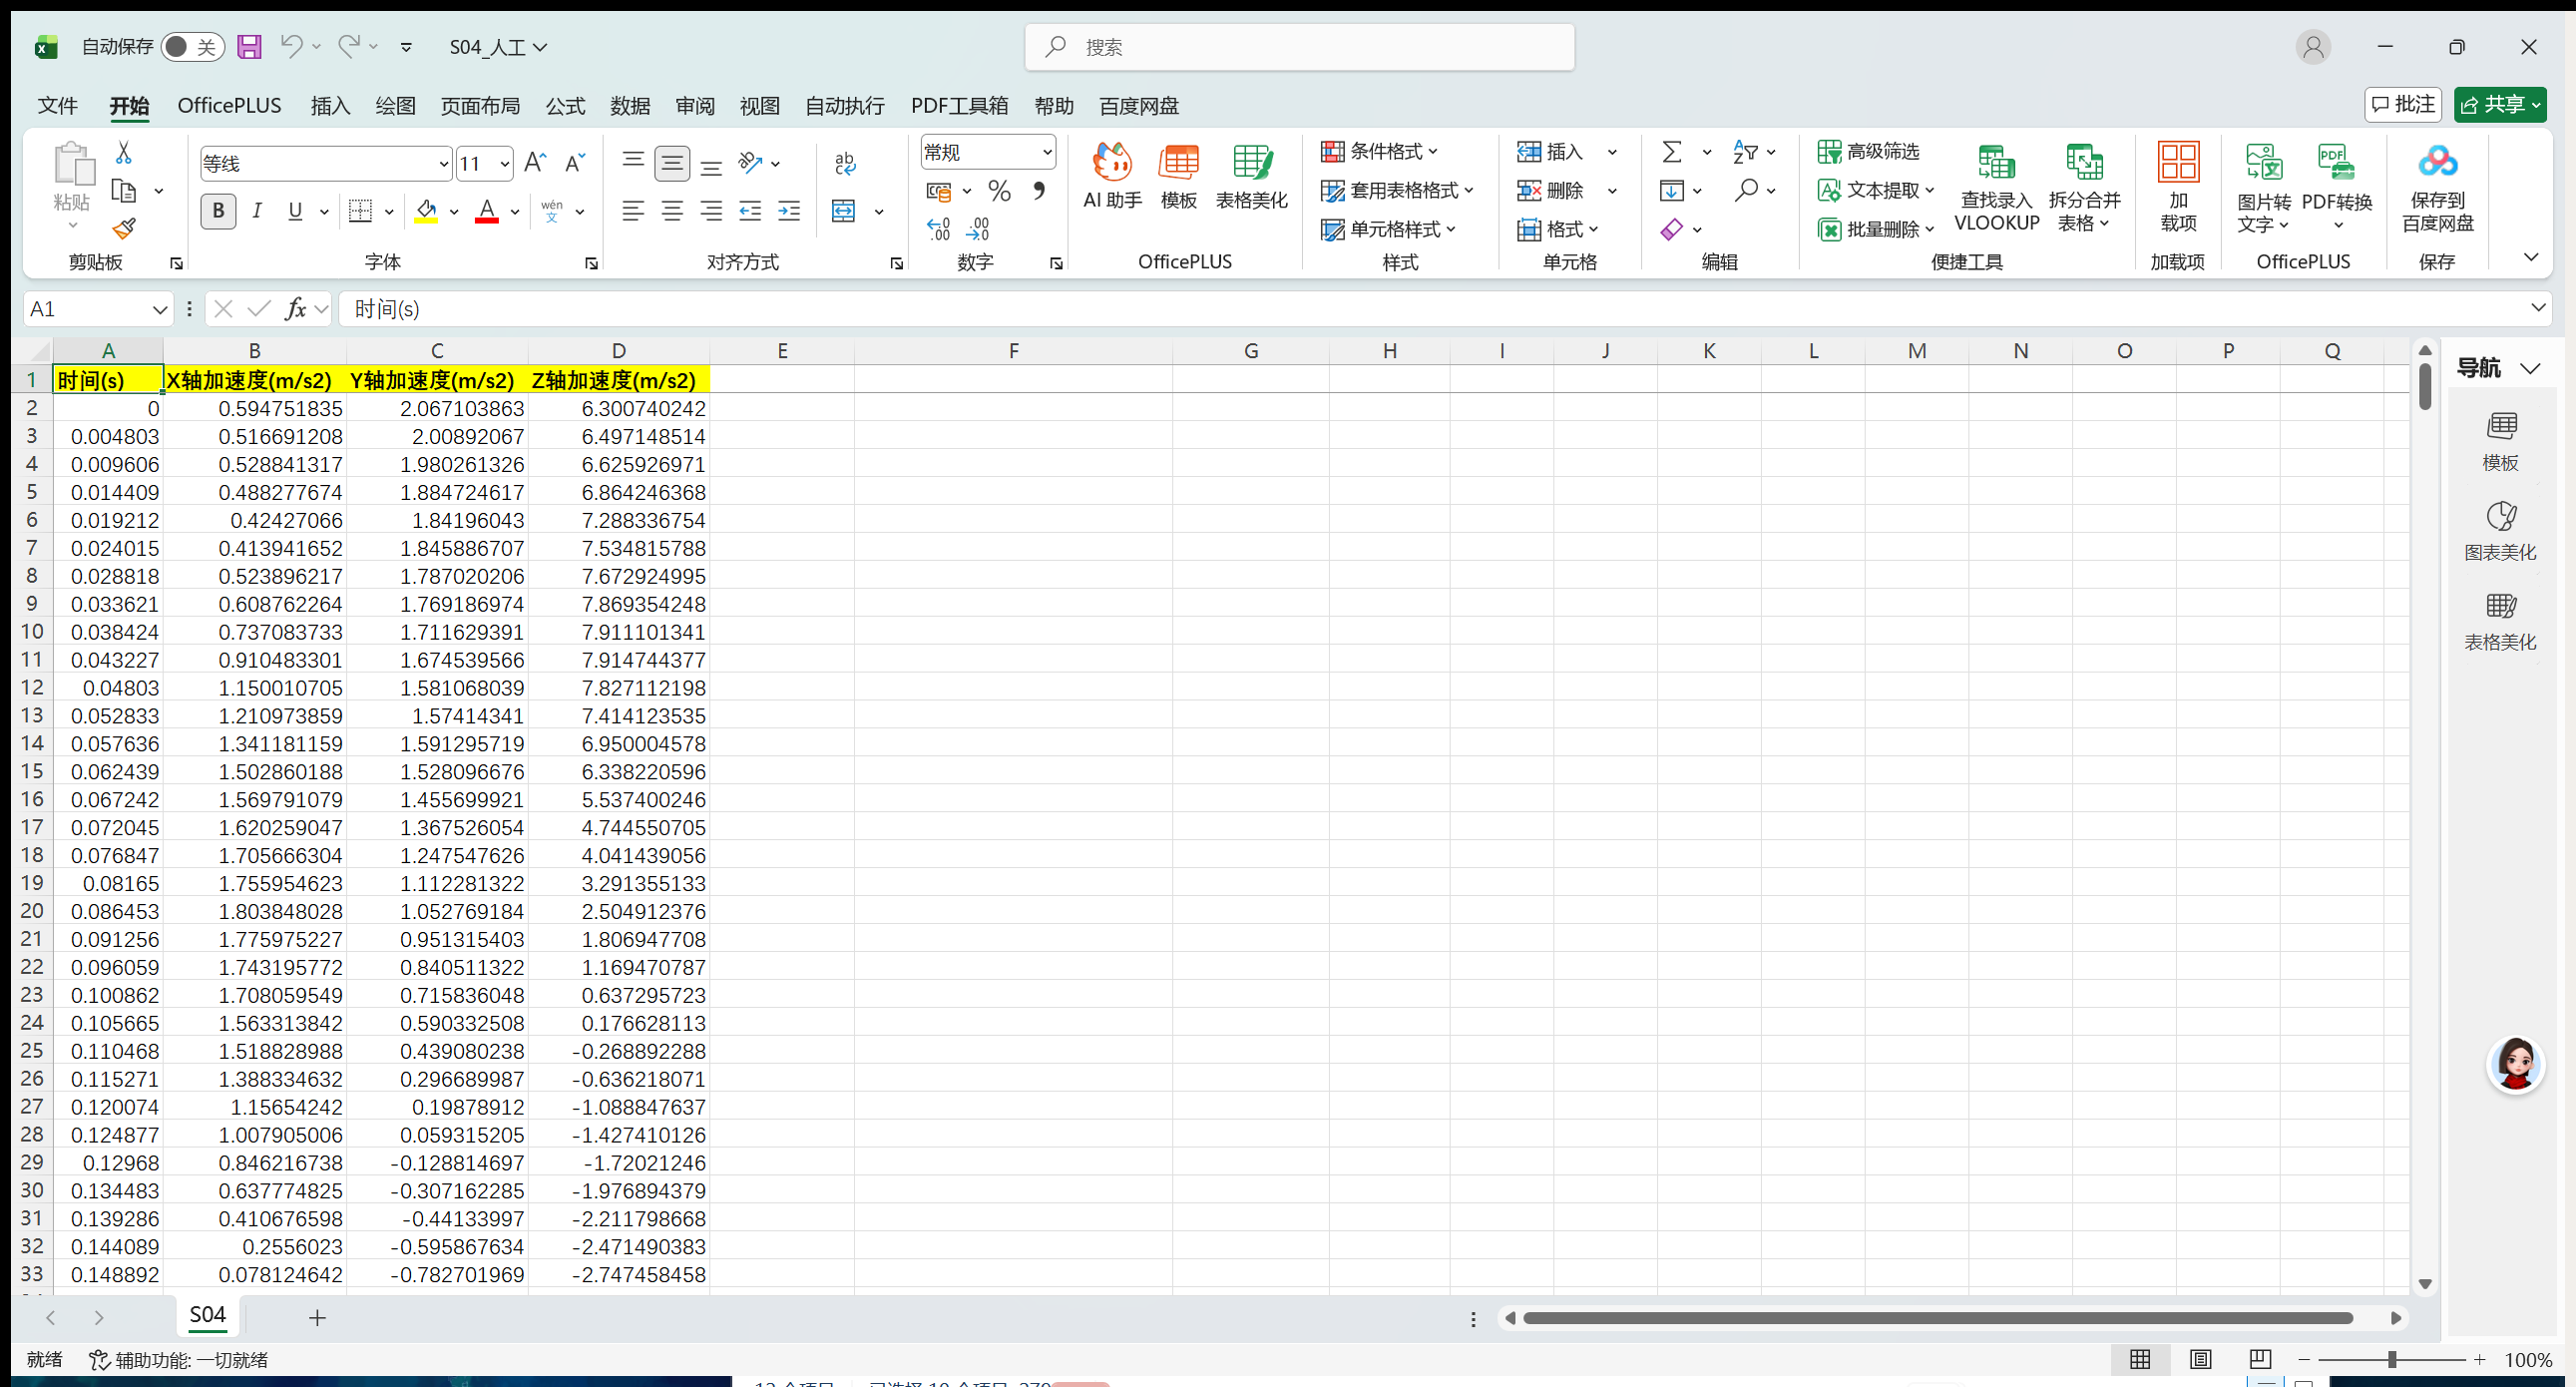 自动保存 关 S04_人工 搜索
文件 开始 OfficePLUS 插入 绘图 页面布局 公式 数据 审阅 视图 自动执行 PDF工具箱 帮助 百度网盘 批注 共享
粘贴 等线 11 B I U wén 文 ab 常规 % .00 .00 AI 助手 模板 表格美化 条件格式 套用表格格式 单元格样式 插入 删除 格式 高级筛选 文本提取 批量删除 查找录入 VLOOKUP 拆分合并 表格 加 载项 图片转 文字 PDF转换 保存到 百度网盘
剪贴板 字体 对齐方式 数字 OfficePLUS 样式 单元格 编辑 便捷工具 加载项 OfficePLUS 保存
A1 fx 时间(s)
A B C D E F G H I J K L M N O P Q
1 时间(s) X轴加速度(m/s2) Y轴加速度(m/s2) Z轴加速度(m/s2)
2 0 0.594751835 2.067103863 6.300740242
3 0.004803 0.516691208 2.00892067 6.497148514
4 0.009606 0.528841317 1.980261326 6.625926971
5 0.014409 0.488277674 1.884724617 6.864246368
6 0.019212 0.42427066 1.84196043 7.288336754
7 0.024015 0.413941652 1.845886707 7.534815788
8 0.028818 0.523896217 1.787020206 7.672924995
9 0.033621 0.608762264 1.769186974 7.869354248
10 0.038424 0.737083733 1.711629391 7.911101341
11 0.043227 0.910483301 1.674539566 7.914744377
12 0.04803 1.150010705 1.581068039 7.827112198
13 0.052833 1.210973859 1.57414341 7.414123535
14 0.057636 1.341181159 1.591295719 6.950004578
15 0.062439 1.502860188 1.528096676 6.338220596
16 0.067242 1.569791079 1.455699921 5.537400246
17 0.072045 1.620259047 1.367526054 4.744550705
18 0.076847 1.705666304 1.247547626 4.041439056
19 0.08165 1.755954623 1.112281322 3.291355133
20 0.086453 1.803848028 1.052769184 2.504912376
21 0.091256 1.775975227 0.951315403 1.806947708
22 0.096059 1.743195772 0.840511322 1.169470787
23 0.100862 1.708059549 0.715836048 0.637295723
24 0.105665 1.563313842 0.590332508 0.176628113
25 0.110468 1.518828988 0.439080238 -0.268892288
26 0.115271 1.388334632 0.296689987 -0.636218071
27 0.120074 1.15654242 0.19878912 -1.088847637
28 0.124877 1.007905006 0.059315205 -1.427410126
29 0.12968 0.846216738 -0.128814697 -1.72021246
30 0.134483 0.637774825 -0.307162285 -1.976894379
31 0.139286 0.410676598 -0.44133997 -2.211798668
32 0.144089 0.2556023 -0.595867634 -2.471490383
33 0.148892 0.078124642 -0.782701969 -2.747458458
导航
模板
图表美化
表格美化
S04
就绪 辅助功能: 一切就绪 100%